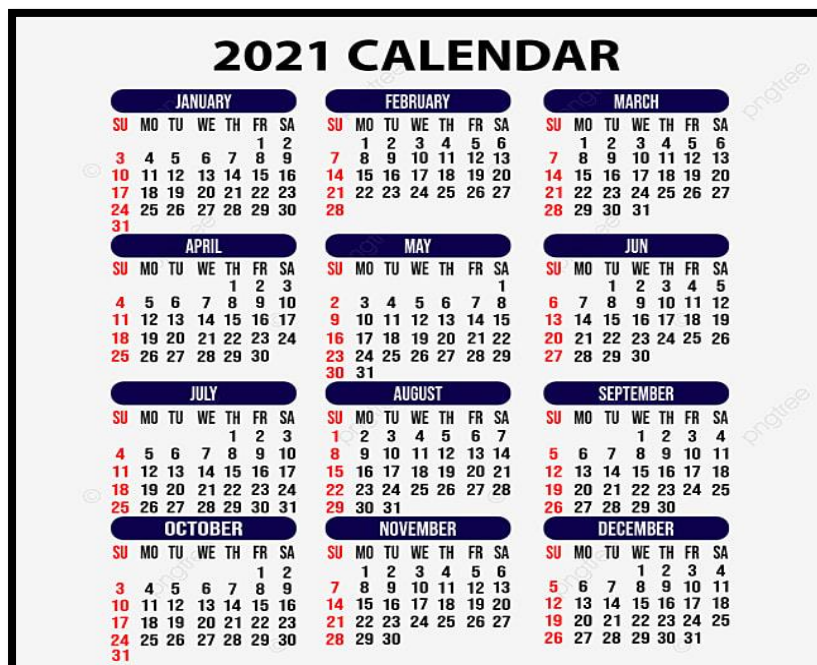 2021 CALENDAR
JANUARY
SU MO TU WE TH FR SA
1 2
3 4 5 6 7 8 9
10 11 12 13 14 15 16
17 18 19 20 21 22 23
24 25 26 27 28 29 30
31
FEBRUARY
SU MO TU WE TH FR SA
1 2 3 4 5 6
7 8 9 10 11 12 13
14 15 16 17 18 19 20
21 22 23 24 25 26 27
28
MARCH
SU MO TU WE TH FR SA
1 2 3 4 5 6
7 8 9 10 11 12 13
14 15 16 17 18 19 20
21 22 23 24 25 26 27
28 29 30 31
APRIL
SU MO TU WE TH FR SA
1 2 3
4 5 6 7 8 9 10
11 12 13 14 15 16 17
18 19 20 21 22 23 24
25 26 27 28 29 30
MAY
SU MO TU WE TH FR SA
1
2 3 4 5 6 7 8
9 10 11 12 13 14 15
16 17 18 19 20 21 22
23 24 25 26 27 28 29
30 31
JUN
SU MO TU WE TH FR SA
1 2 3 4 5
6 7 8 9 10 11 12
13 14 15 16 17 18 19
20 21 22 23 24 25 26
27 28 29 30
JULY
SU MO TU WE TH FR SA
1 2 3
4 5 6 7 8 9 10
11 12 13 14 15 16 17
18 19 20 21 22 23 24
25 26 27 28 29 30 31
AUGUST
SU MO TU WE TH FR SA
1 2 3 4 5 6 7
8 9 10 11 12 13 14
15 16 17 18 19 20 21
22 23 24 25 26 27 28
29 30 31
SEPTEMBER
SU MO TU WE TH FR SA
1 2 3 4
5 6 7 8 9 10 11
12 13 14 15 16 17 18
19 20 21 22 23 24 25
26 27 28 29 30
OCTOBER
SU MO TU WE TH FR SA
1 2
3 4 5 6 7 8 9
10 11 12 13 14 15 16
17 18 19 20 21 22 23
24 25 26 27 28 29 30
31
NOVEMBER
SU MO TU WE TH FR SA
1 2 3 4 5 6
7 8 9 10 11 12 13
14 15 16 17 18 19 20
21 22 23 24 25 26 27
28 29 30
DECEMBER
SU MO TU WE TH FR SA
1 2 3 4
5 6 7 8 9 10 11
12 13 14 15 16 17 18
19 20 21 22 23 24 25
26 27 28 29 30 31
pngtree
pngtree